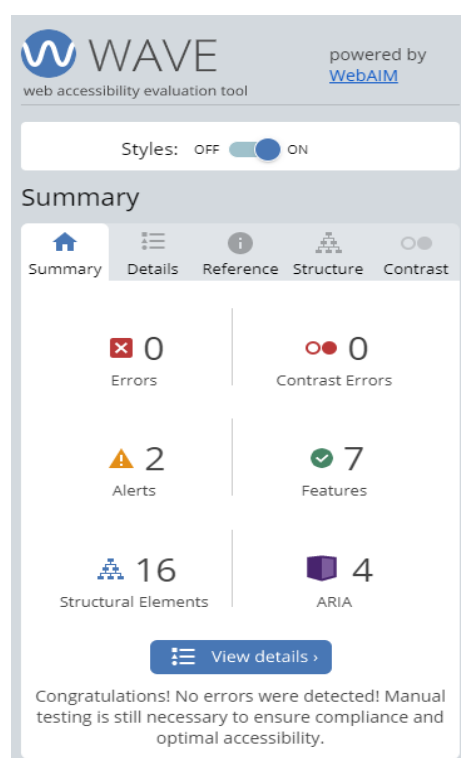 WAVE
powered by
WebAIM
web accessibility evaluation tool
Styles: OFF ON
Summary
Summary Details Reference Structure Contrast
0 0
Errors Contrast Errors
2 7
Alerts Features
16 4
Structural Elements ARIA
View details ›
Congratulations! No errors were detected! Manual
testing is still necessary to ensure compliance and
optimal accessibility.